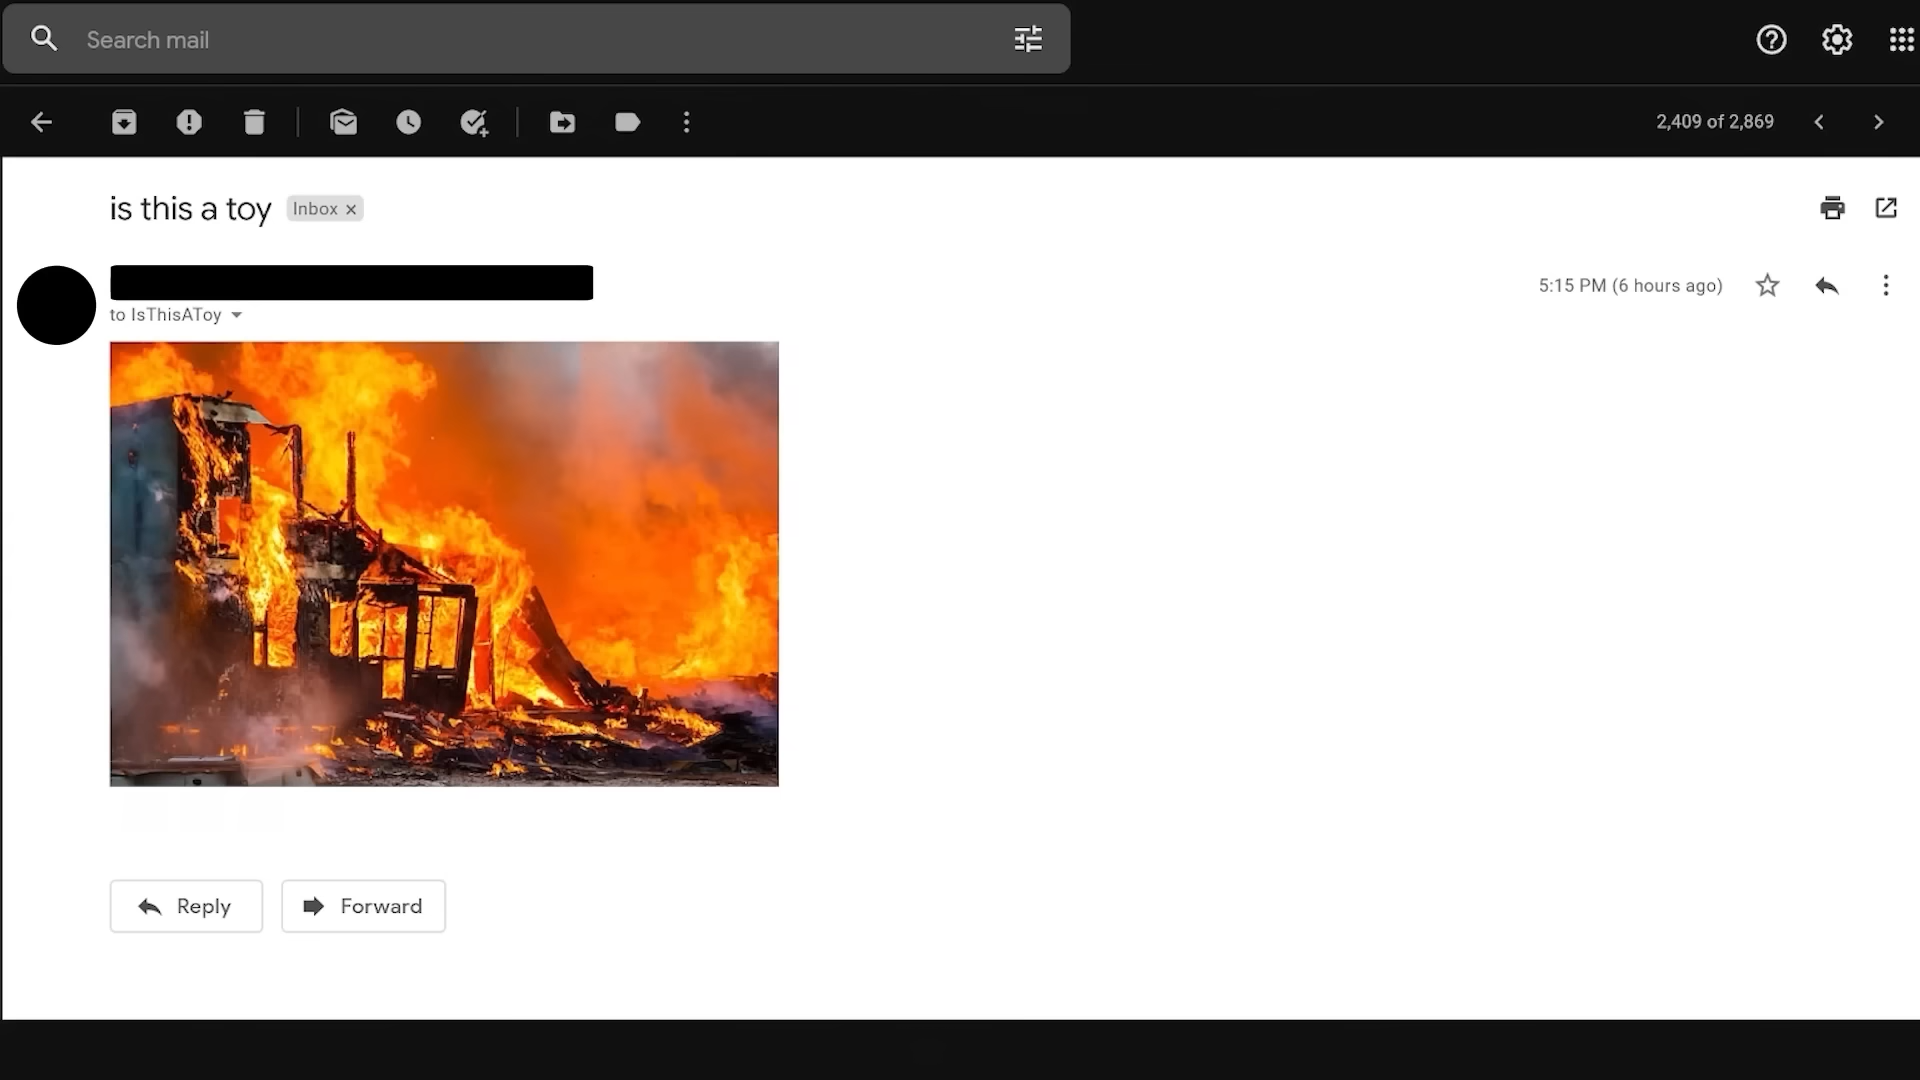 Search mail
2,409 of 2,869
is this a toy Inbox x
5:15 PM (6 hours ago)
to IsThisAToy
Reply Forward